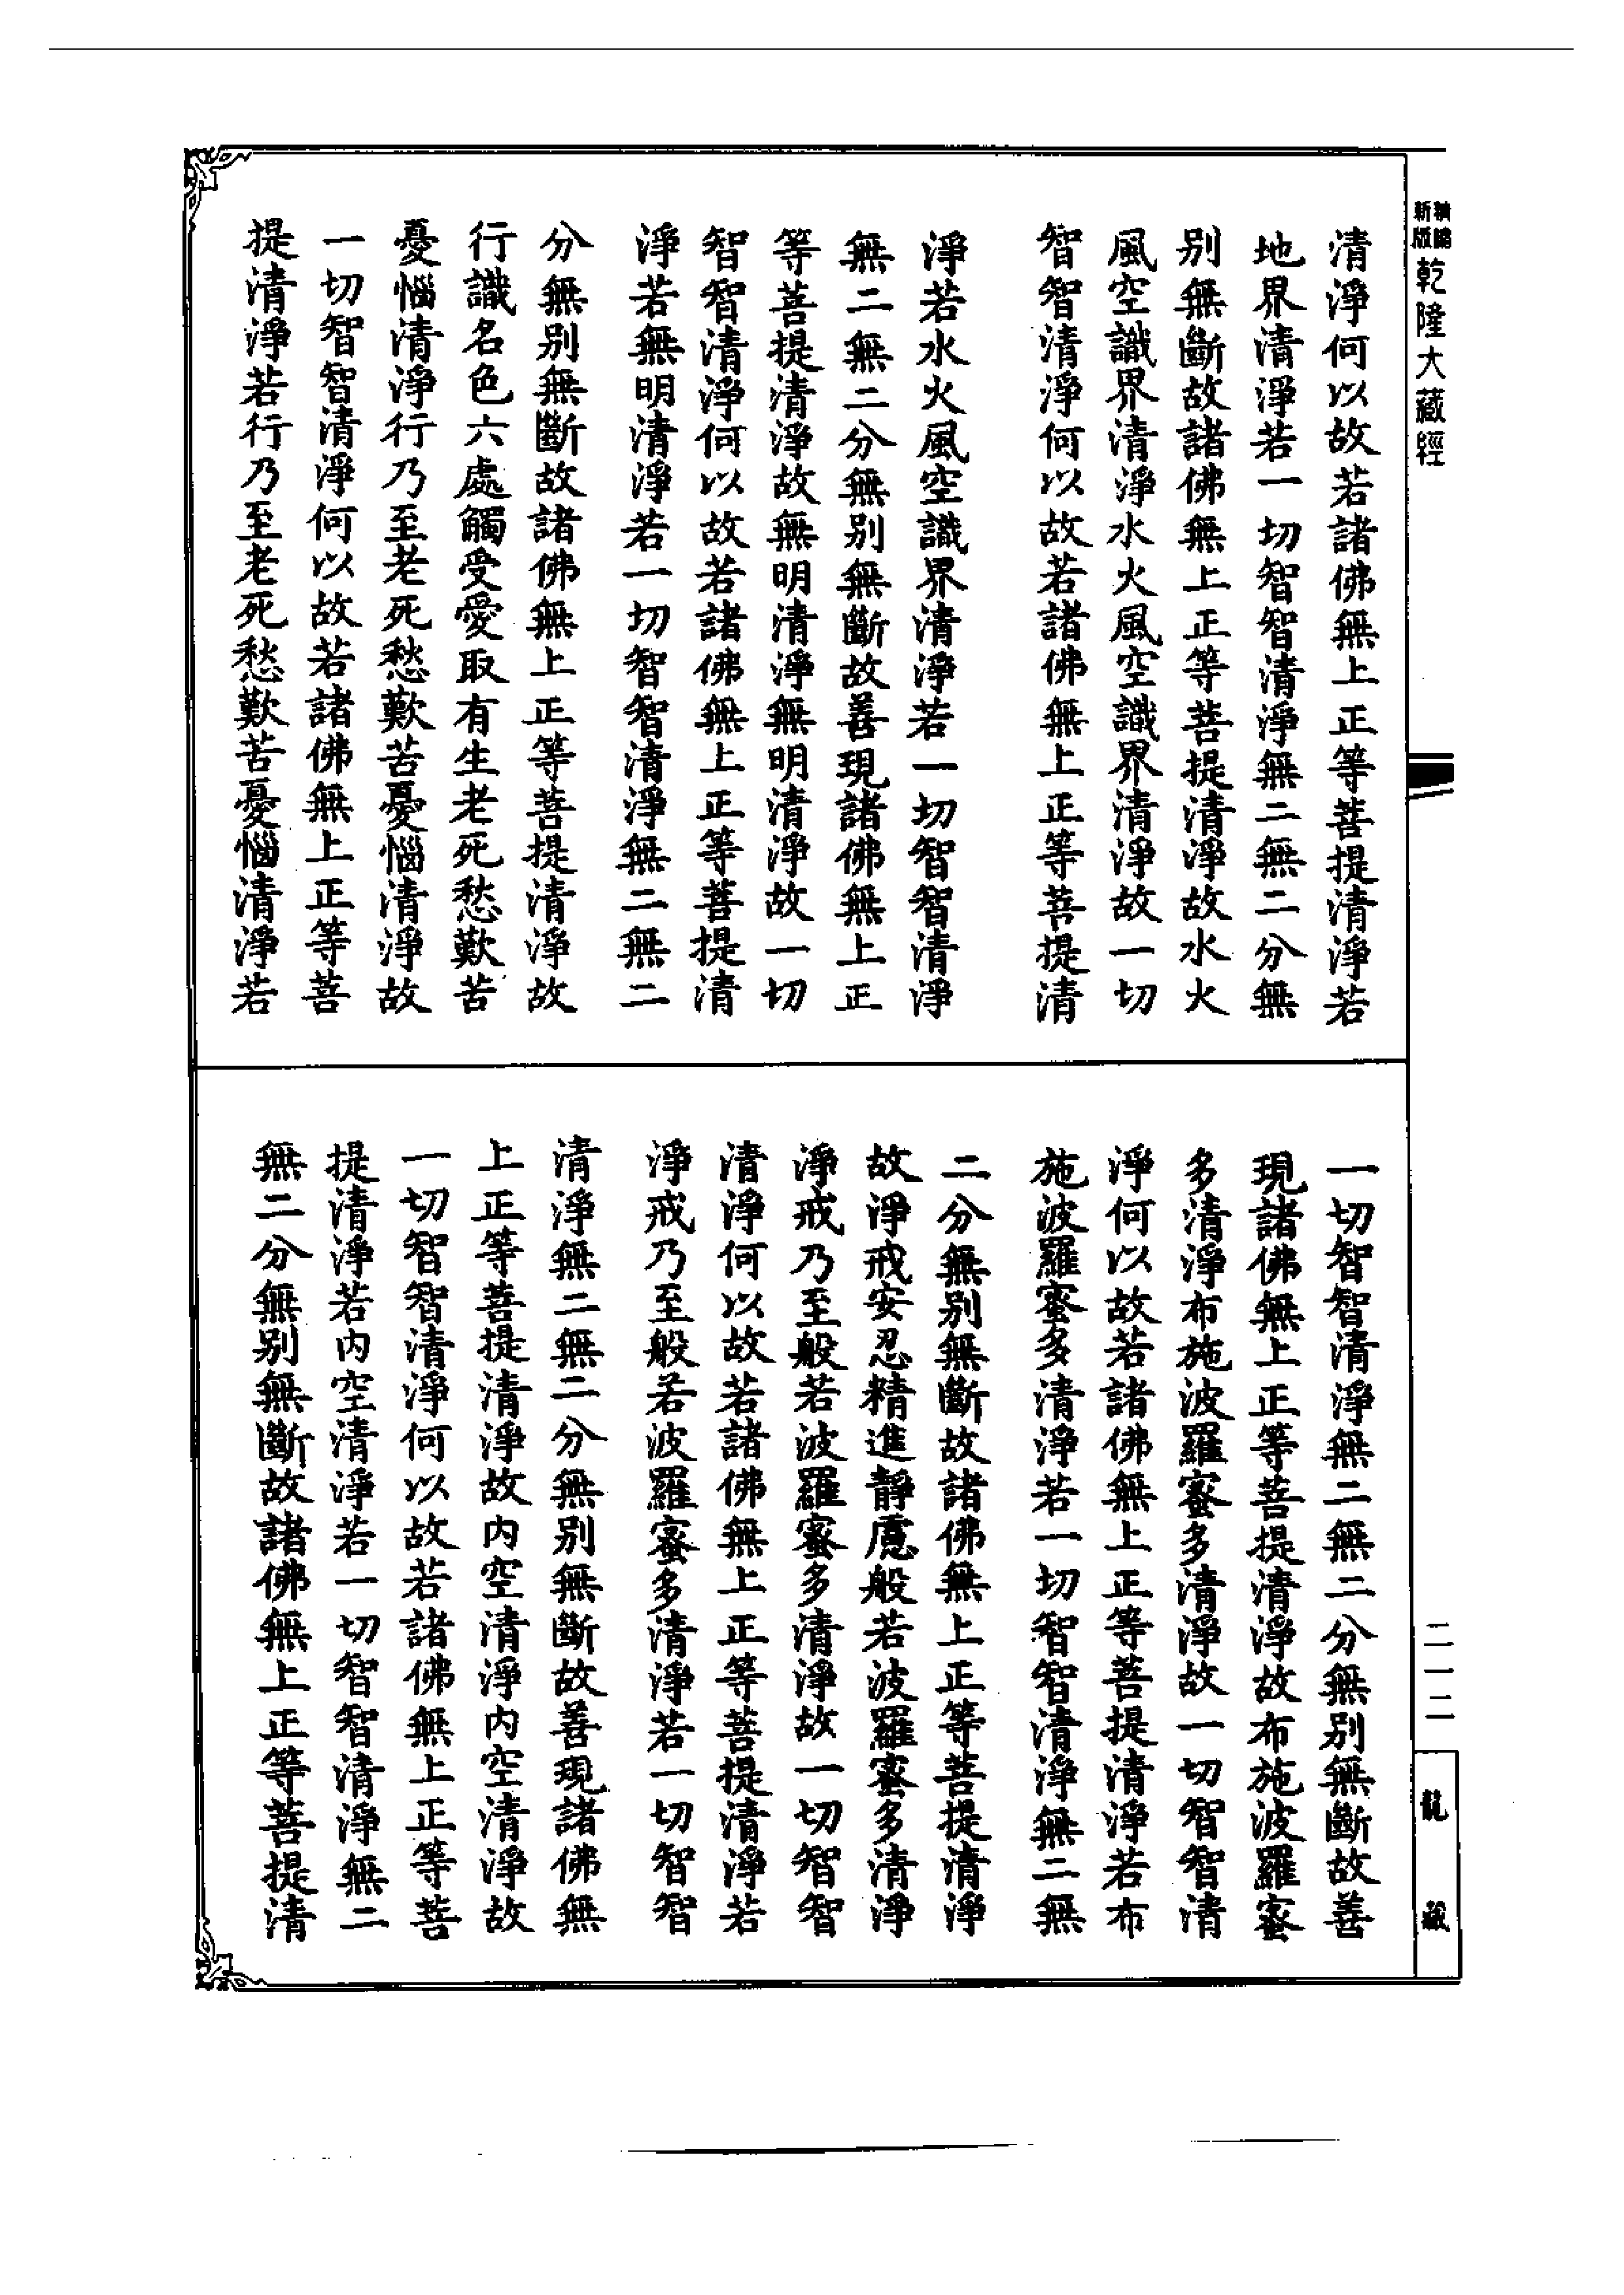 新版
精縮
乾隆大藏經
清淨何以故若諸佛無上正等菩提清淨若
地界清淨若一切智智清淨無二無二分無
別無斷故諸佛無上正等菩提清淨故水火
風空識界清淨水火風空識界清淨故一切
智智清淨何以故若諸佛無上正等菩提清
淨若水火風空識界清淨若一切智智清淨
無二無二分無別無斷故善現諸佛無上正
等菩提清淨故無明清淨無明清淨故一切
智智清淨何以故若諸佛無上正等菩提清
淨若無明清淨若一切智智清淨無二無二
分無別無斷故諸佛無上正等菩提清淨故
行識名色六處觸受愛取有生老死愁歎苦
憂惱清淨行乃至老死愁歎苦憂惱清淨故
一切智智清淨何以故若諸佛無上正等菩
提清淨若行乃至老死愁歎苦憂惱清淨若
一切智智清淨無二無二分無別無斷故善
現諸佛無上正等菩提清淨故布施波羅蜜
多清淨布施波羅蜜多清淨故一切智智清
淨何以故若諸佛無上正等菩提清淨若布
施波羅蜜多清淨若一切智智清淨無二無
二分無別無斷故諸佛無上正等菩提清淨
故淨戒安忍精進靜慮般若波羅蜜多清淨
淨戒乃至般若波羅蜜多清淨故一切智智
清淨何以故若諸佛無上正等菩提清淨若
淨戒乃至般若波羅蜜多清淨若一切智智
清淨無二無二分無別無斷故善現諸佛無
上正等菩提清淨故內空清淨內空清淨故
一切智智清淨何以故若諸佛無上正等菩
提清淨若內空清淨若一切智智清淨無二
無二分無別無斷故諸佛無上正等菩提清
二一二
龍藏